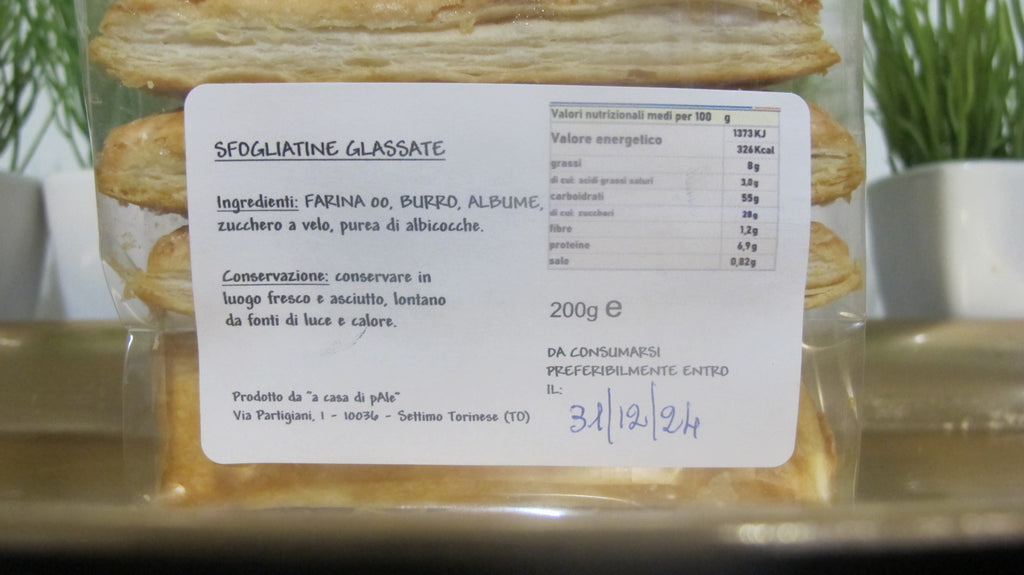 SFOGLIATINE GLASSATE
Ingredienti: FARINA 00, BURRO, ALBUME,
zucchero a velo, purea di albicocche.
Conservazione: conservare in
luogo fresco e asciutto, lontano
da fonti di luce e calore.
Prodotto da "a casa di pAle"
Via Partigiani, 1 - 10036 - Settimo Torinese (TO)
Valori nutrizionali medi per 100 g
Valore energetico 1373 KJ
326 Kcal
grassi 8g
di cui: acidi grassi saturi 3,0g
carboidrati 55g
di cui: zuccheri 20g
fibre 1,2g
proteine 6,9g
sale 0,82g
200g e
DA CONSUMARSI
PREFERIBILMENTE ENTRO
IL:
31/12/24